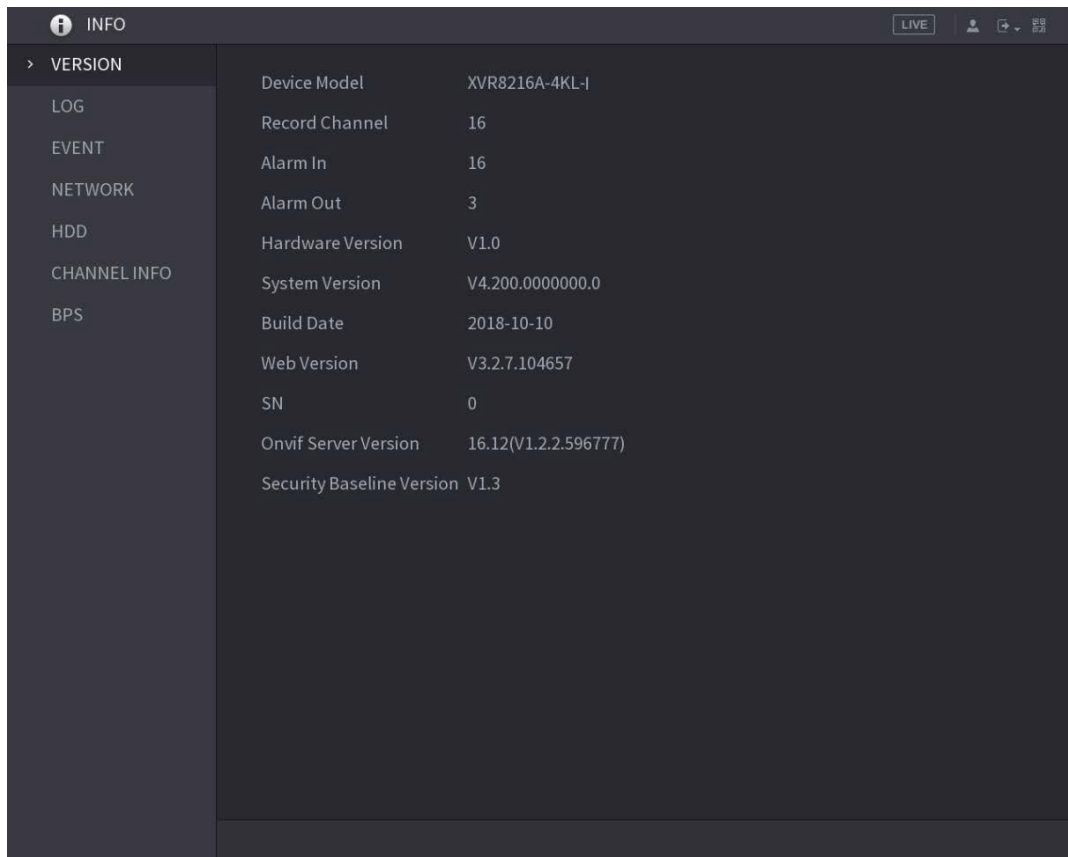 INFO LIVE
VERSION
LOG
EVENT
NETWORK
HDD
CHANNEL INFO
BPS
Device Model XVR8216A-4KL-I
Record Channel 16
Alarm In 16
Alarm Out 3
Hardware Version V1.0
System Version V4.200.0000000.0
Build Date 2018-10-10
Web Version V3.2.7.104657
SN 0
Onvif Server Version 16.12(V1.2.2.596777)
Security Baseline Version V1.3